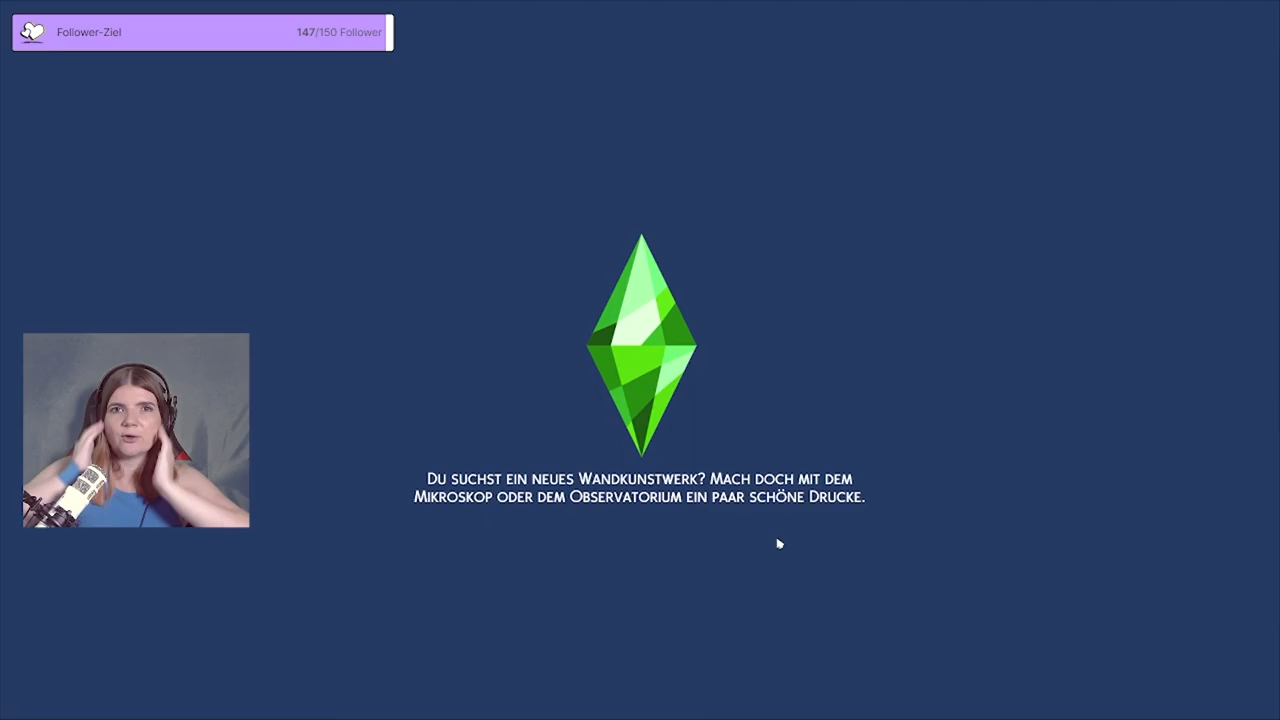 Follower-Ziel 147/150 Follower
Du suchst ein neues Wandkunstwerk? Mach doch mit dem
Mikroskop oder dem Observatorium ein paar schöne Drucke.